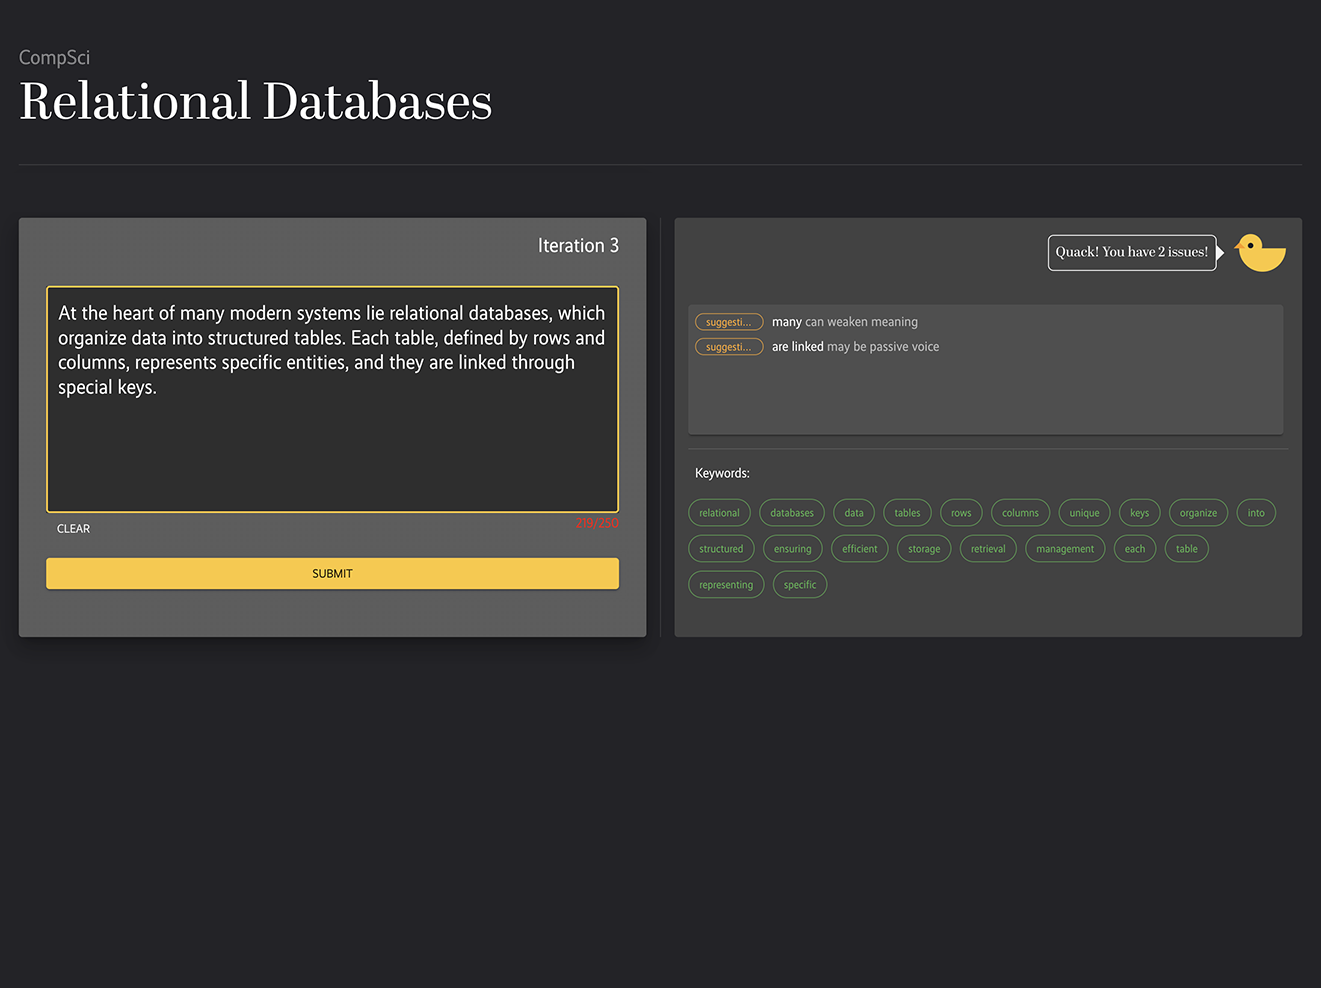 CompSci
Relational Databases
Iteration 3
At the heart of many modern systems lie relational databases, which
organize data into structured tables. Each table, defined by rows and
columns, represents specific entities, and they are linked through
special keys.
CLEAR
219/250
SUBMIT
Quack! You have 2 issues!
suggesti... many can weaken meaning
suggesti... are linked may be passive voice
Keywords:
relational databases data tables rows columns unique keys organize into
structured ensuring efficient storage retrieval management each table
representing specific